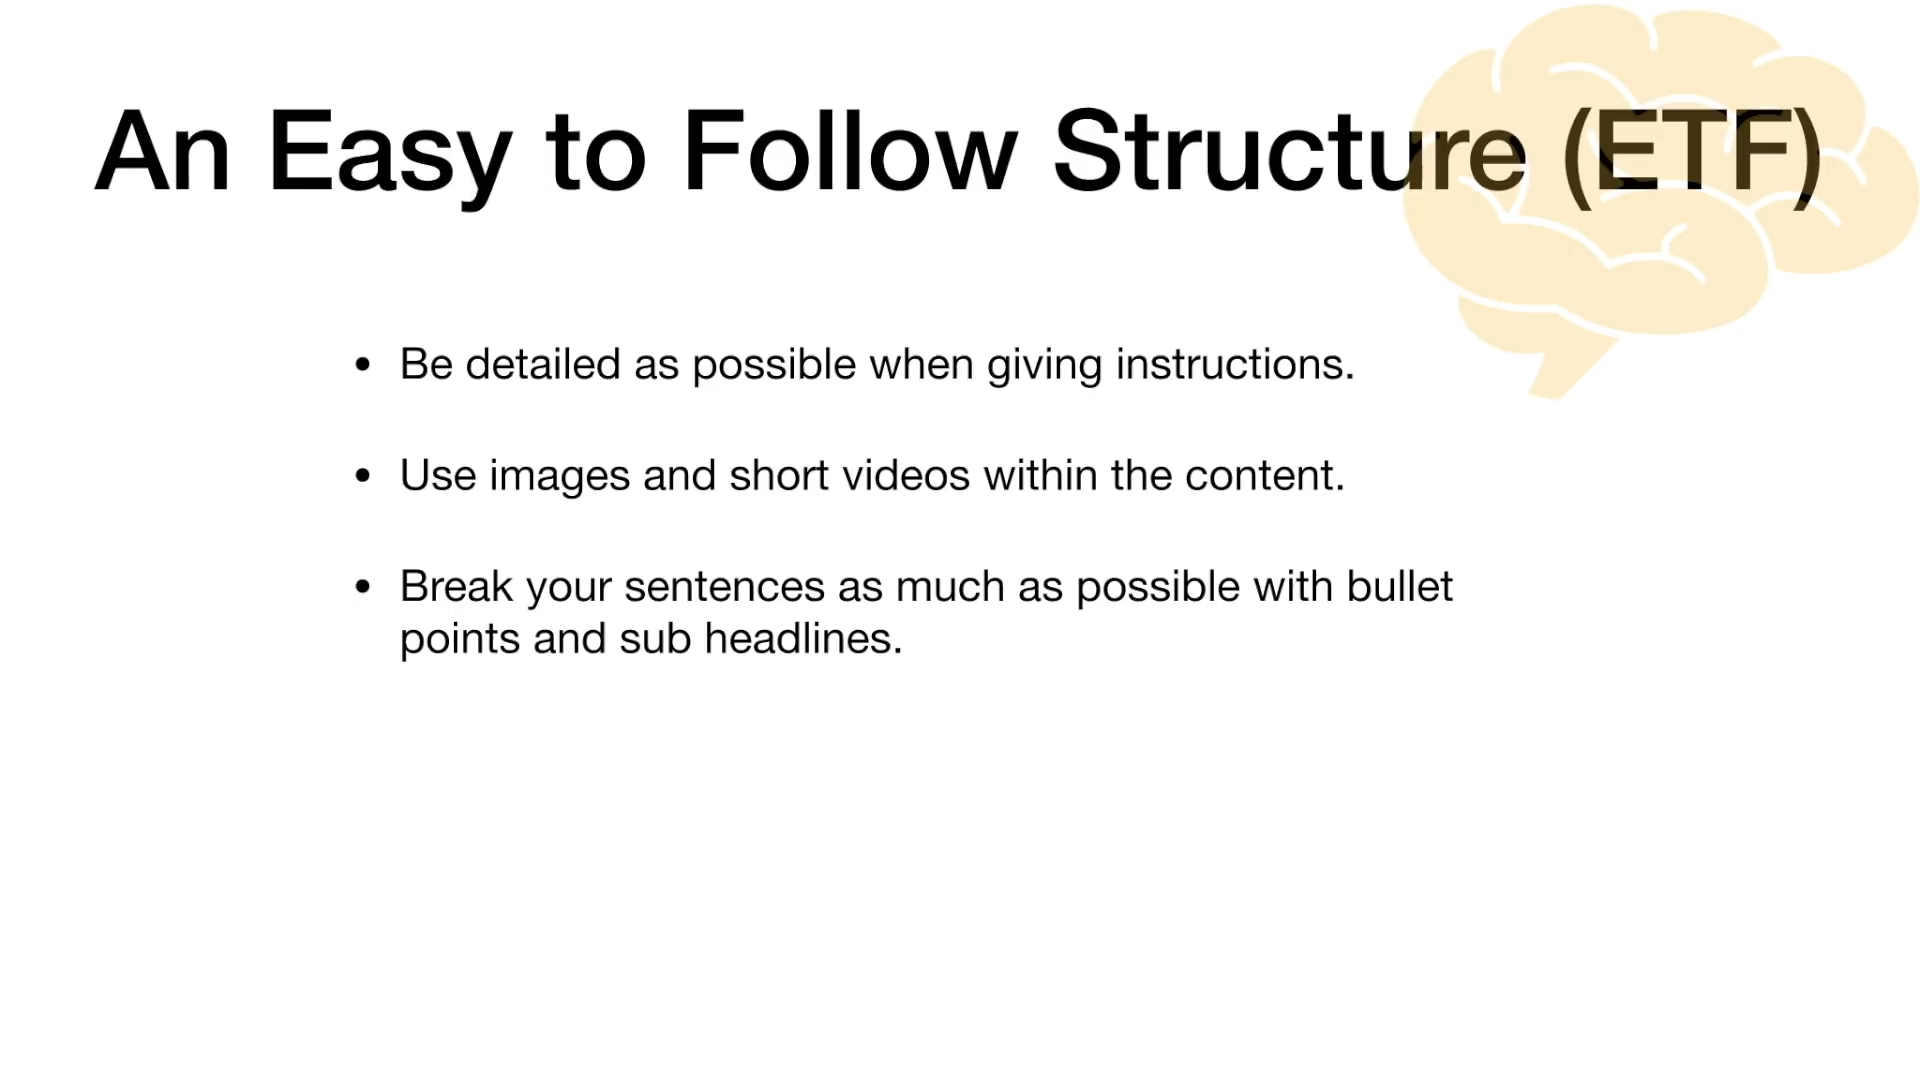 An Easy to Follow Structure (ETF)
• Be detailed as possible when giving instructions.
• Use images and short videos within the content.
• Break your sentences as much as possible with bullet
points and sub headlines.